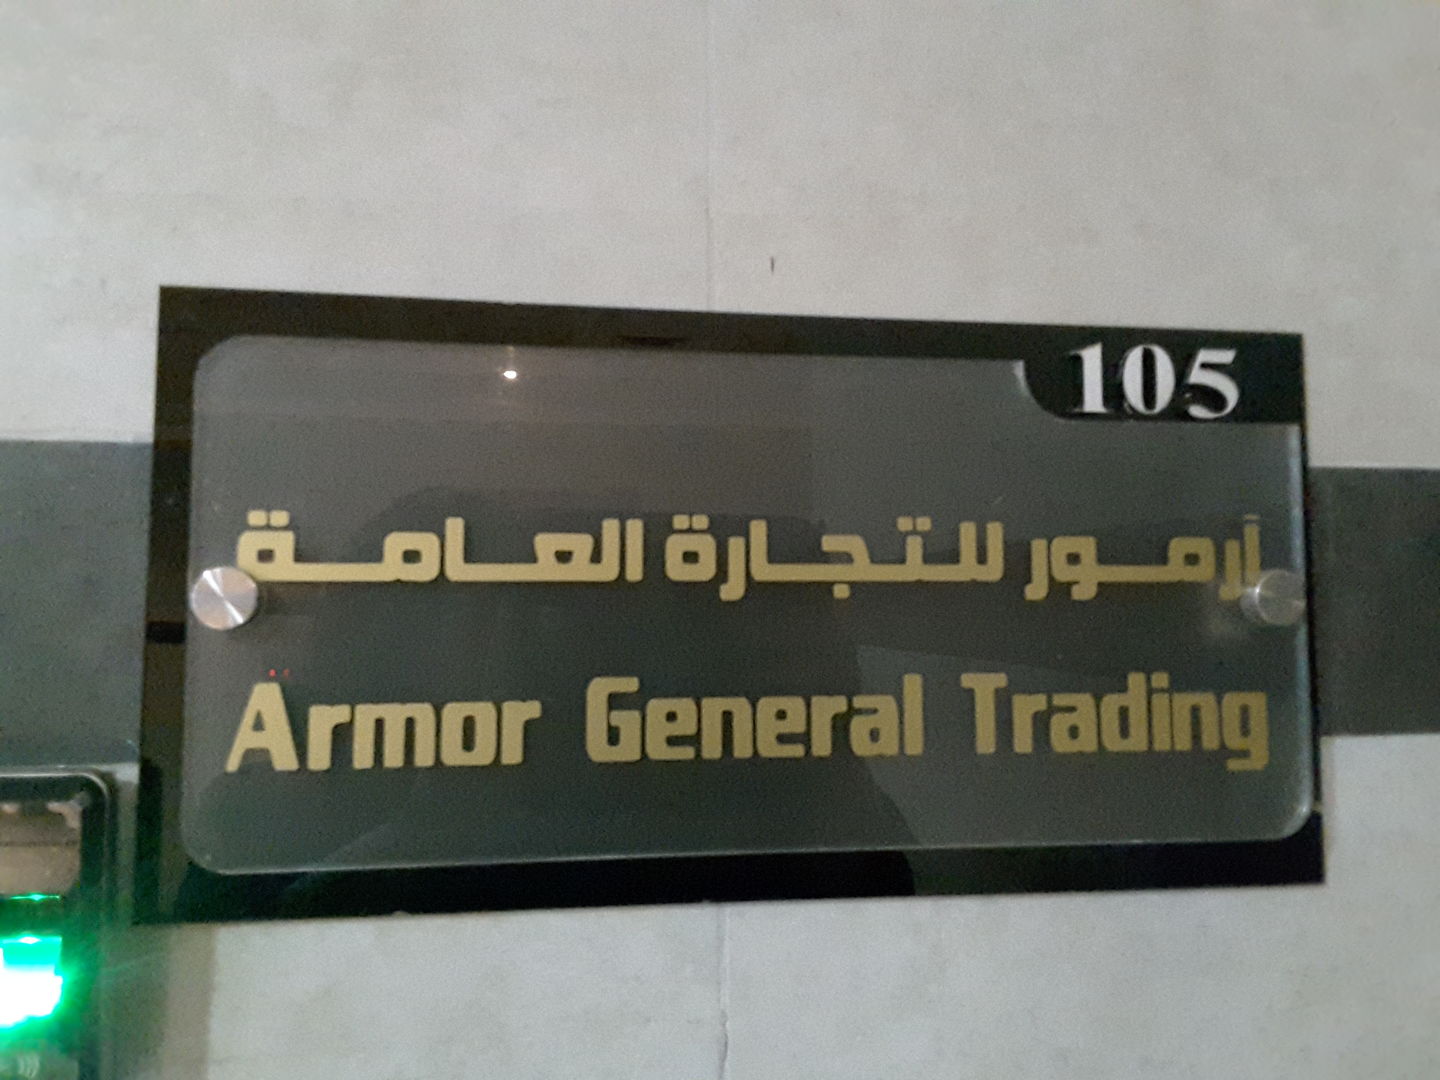 105
آرمور للتجارة العامة
Armor General Trading